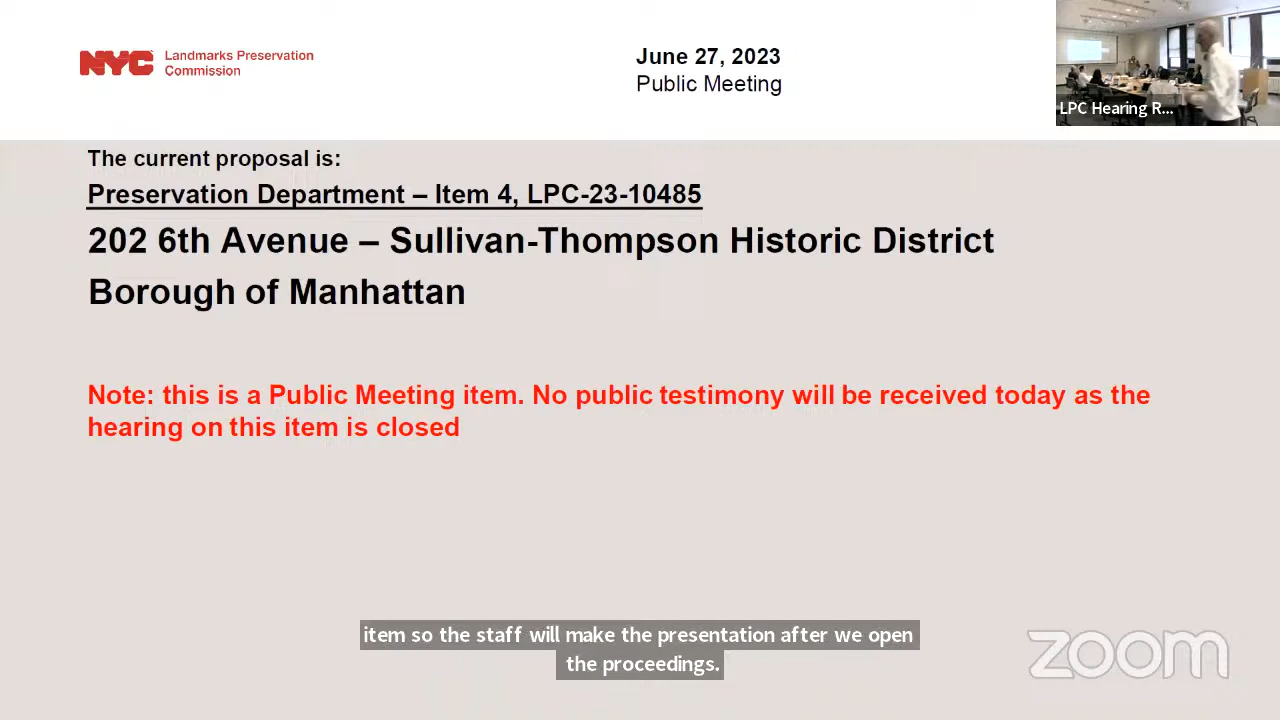 NYC Landmarks Preservation
Commission
June 27, 2023
Public Meeting
LPC Hearing R...
The current proposal is:
Preservation Department – Item 4, LPC-23-10485
202 6th Avenue – Sullivan-Thompson Historic District
Borough of Manhattan
Note: this is a Public Meeting item. No public testimony will be received today as the
hearing on this item is closed
item so the staff will make the presentation after we open
the proceedings.
zoom